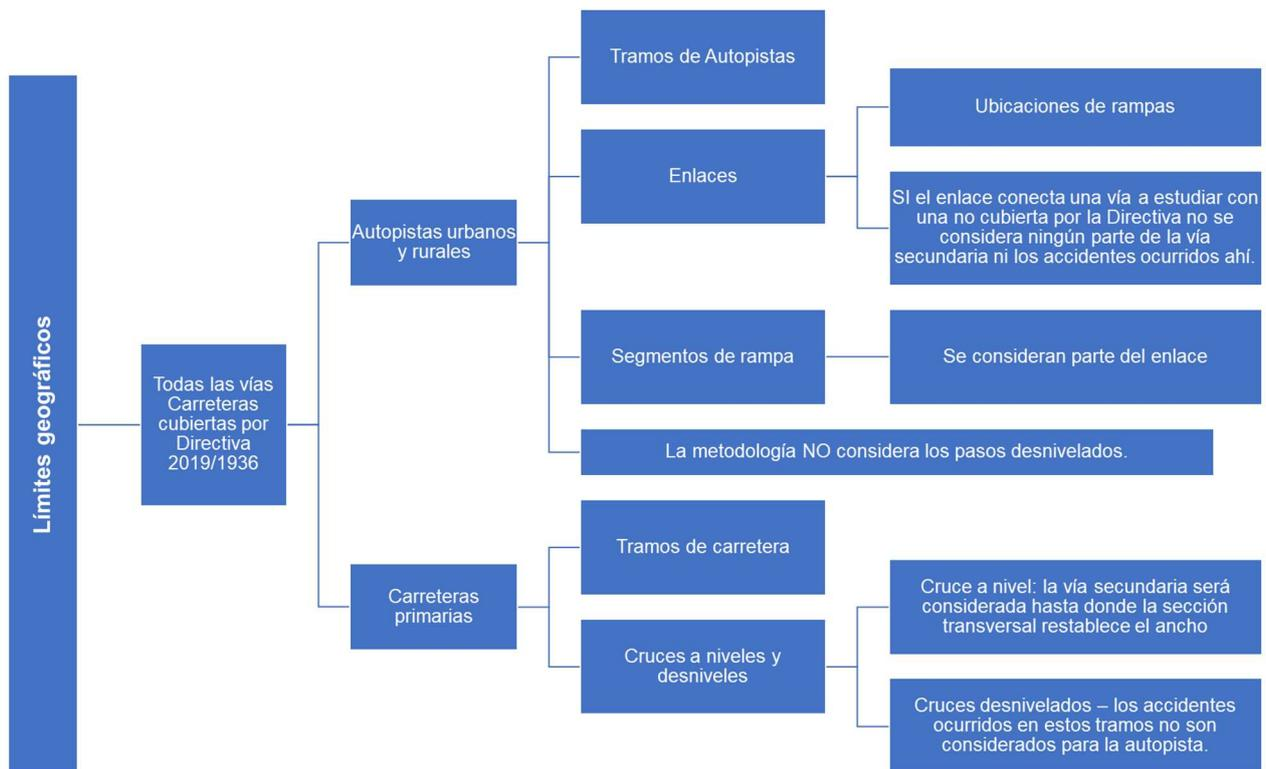 Límites geográficos
Todas las vías
Carreteras
cubiertas por
Directiva
2019/1936
Autopistas urbanos
y rurales
Tramos de Autopistas
Enlaces
Ubicaciones de rampas
SI el enlace conecta una vía a estudiar con
una no cubierta por la Directiva no se
considera ningún parte de la vía
secundaria ni los accidentes ocurridos ahí.
Segmentos de rampa
Se consideran parte del enlace
La metodología NO considera los pasos desnivelados.
Carreteras
primarias
Tramos de carretera
Cruces a niveles y
desniveles
Cruce a nivel: la vía secundaria será
considerada hasta donde la sección
transversal restablece el ancho
Cruces desnivelados – los accidentes
ocurridos en estos tramos no son
considerados para la autopista.